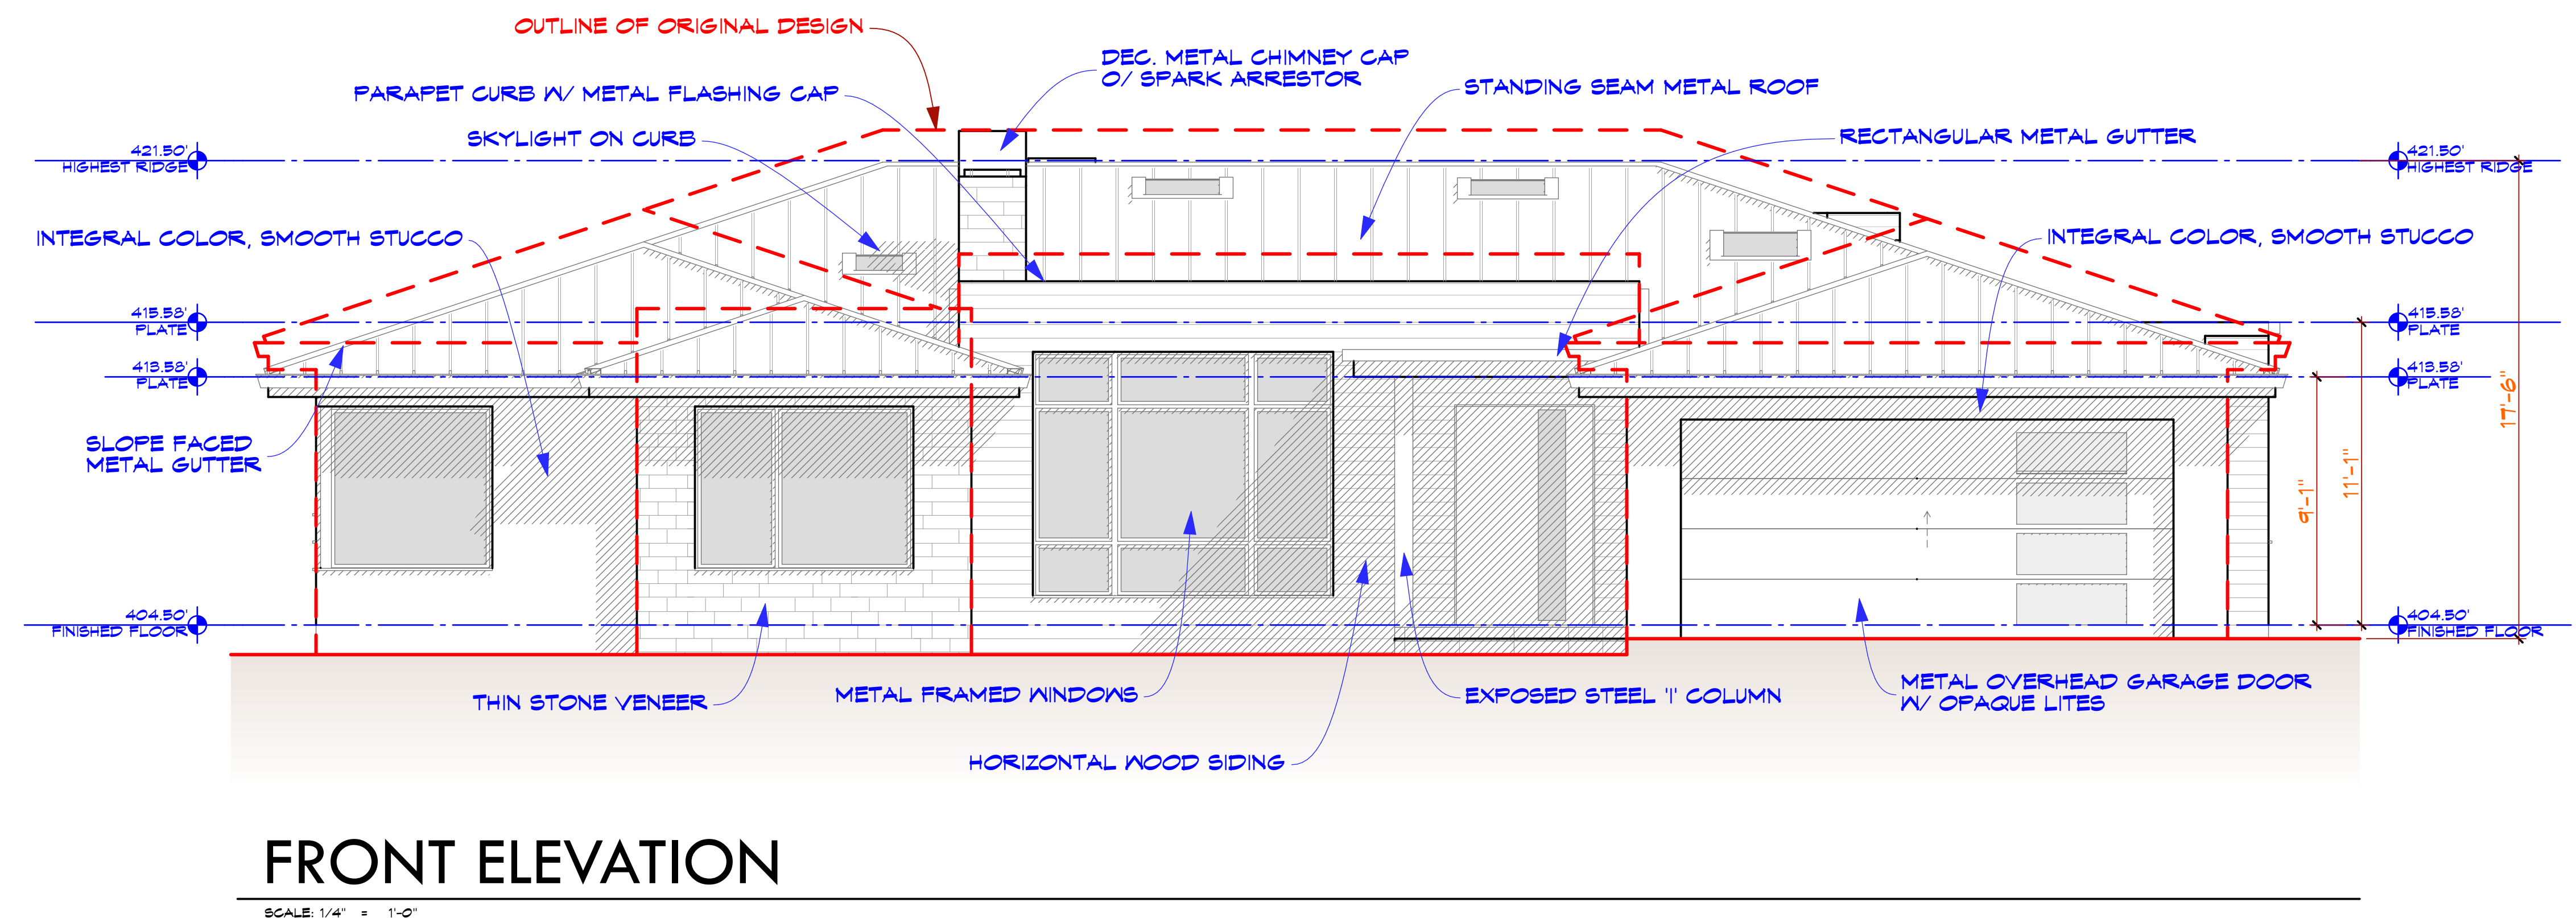 OUTLINE OF ORIGINAL DESIGN
DEC. METAL CHIMNEY CAP
O/ SPARK ARRESTOR
PARAPET CURB W/ METAL FLASHING CAP
STANDING SEAM METAL ROOF
SKYLIGHT ON CURB
RECTANGULAR METAL GUTTER
421.50'
HIGHEST RIDGE
421.50'
HIGHEST RIDGE
INTEGRAL COLOR, SMOOTH STUCCO
INTEGRAL COLOR, SMOOTH STUCCO
415.58'
PLATE
415.58'
PLATE
413.58'
PLATE
413.58'
PLATE
17'-6"
SLOPE FACED
METAL GUTTER
9'-1"
11'-1"
404.50'
FINISHED FLOOR
404.50'
FINISHED FLOOR
THIN STONE VENEER
METAL FRAMED WINDOWS
EXPOSED STEEL 'I' COLUMN
METAL OVERHEAD GARAGE DOOR
W/ OPAQUE LITES
HORIZONTAL WOOD SIDING
FRONT ELEVATION
SCALE: 1/4" = 1'-0"